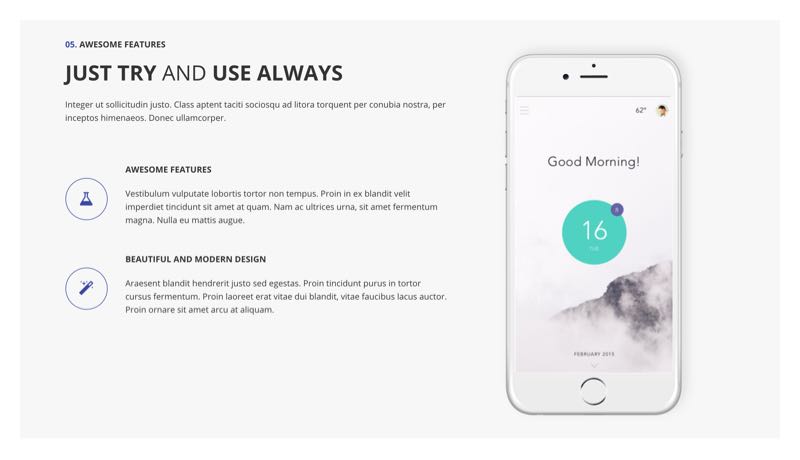 05. AWESOME FEATURES
JUST TRY AND USE ALWAYS
Integer ut sollicitudin justo. Class aptent taciti sociosqu ad litora torquent per conubia nostra, per
inceptos himenaeos. Donec ullamcorper.
AWESOME FEATURES
Vestibulum vulputate lobortis tortor non tempus. Proin in ex blandit velit
imperdiet tincidunt sit amet at quam. Nam ac ultrices urna, sit amet fermentum
magna. Nulla eu mattis augue.
BEAUTIFUL AND MODERN DESIGN
Araesent blandit hendrerit justo sed egestas. Proin tincidunt purus in tortor
cursus fermentum. Proin laoreet erat vitae dui blandit, vitae faucibus lacus auctor.
Proin ornare sit amet arcu at aliquam.
62°
Good Morning!
16
TUE
FEBRUARY 2015